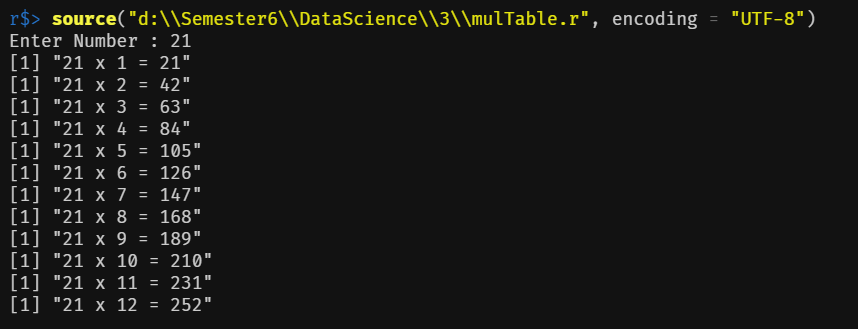 r$> source("d:\\Semester6\\DataScience\\3\\mulTable.r", encoding = "UTF-8")
Enter Number : 21
[1] "21 x 1 = 21"
[1] "21 x 2 = 42"
[1] "21 x 3 = 63"
[1] "21 x 4 = 84"
[1] "21 x 5 = 105"
[1] "21 x 6 = 126"
[1] "21 x 7 = 147"
[1] "21 x 8 = 168"
[1] "21 x 9 = 189"
[1] "21 x 10 = 210"
[1] "21 x 11 = 231"
[1] "21 x 12 = 252"